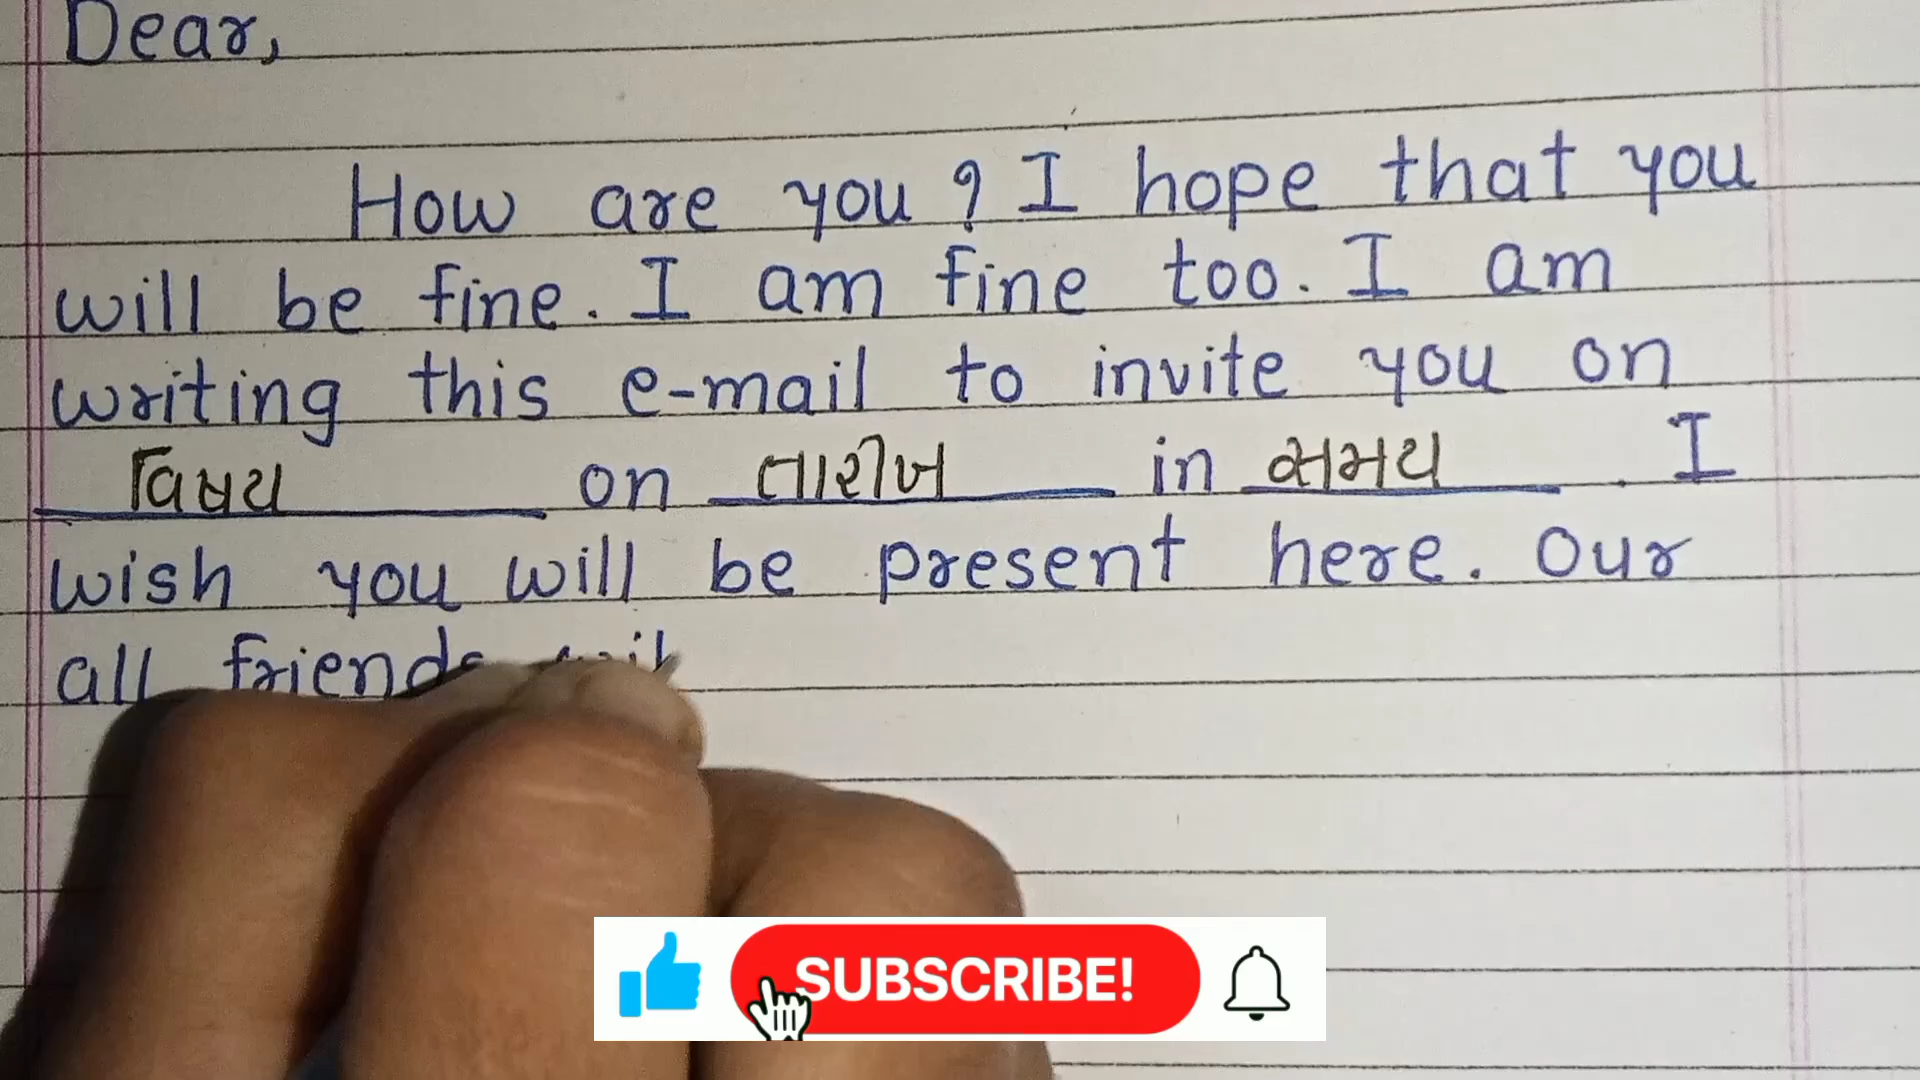 Dear,
How are you ? I hope that you
will be fine. I am fine too. I am
writing this e-mail to invite you on
વિષય on તારીખ in સમય . I
wish you will be present here. Our
all friends
SUBSCRIBE!